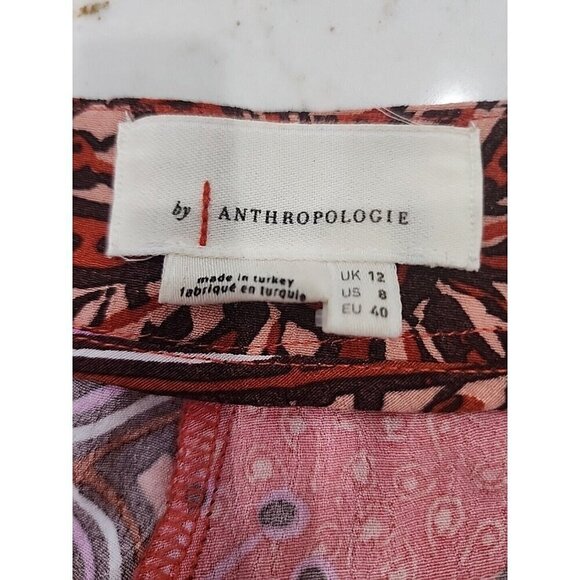 by ANTHROPOLOGIE
made in turkey
fabriqué en turquie
UK 12
US 8
EU 40